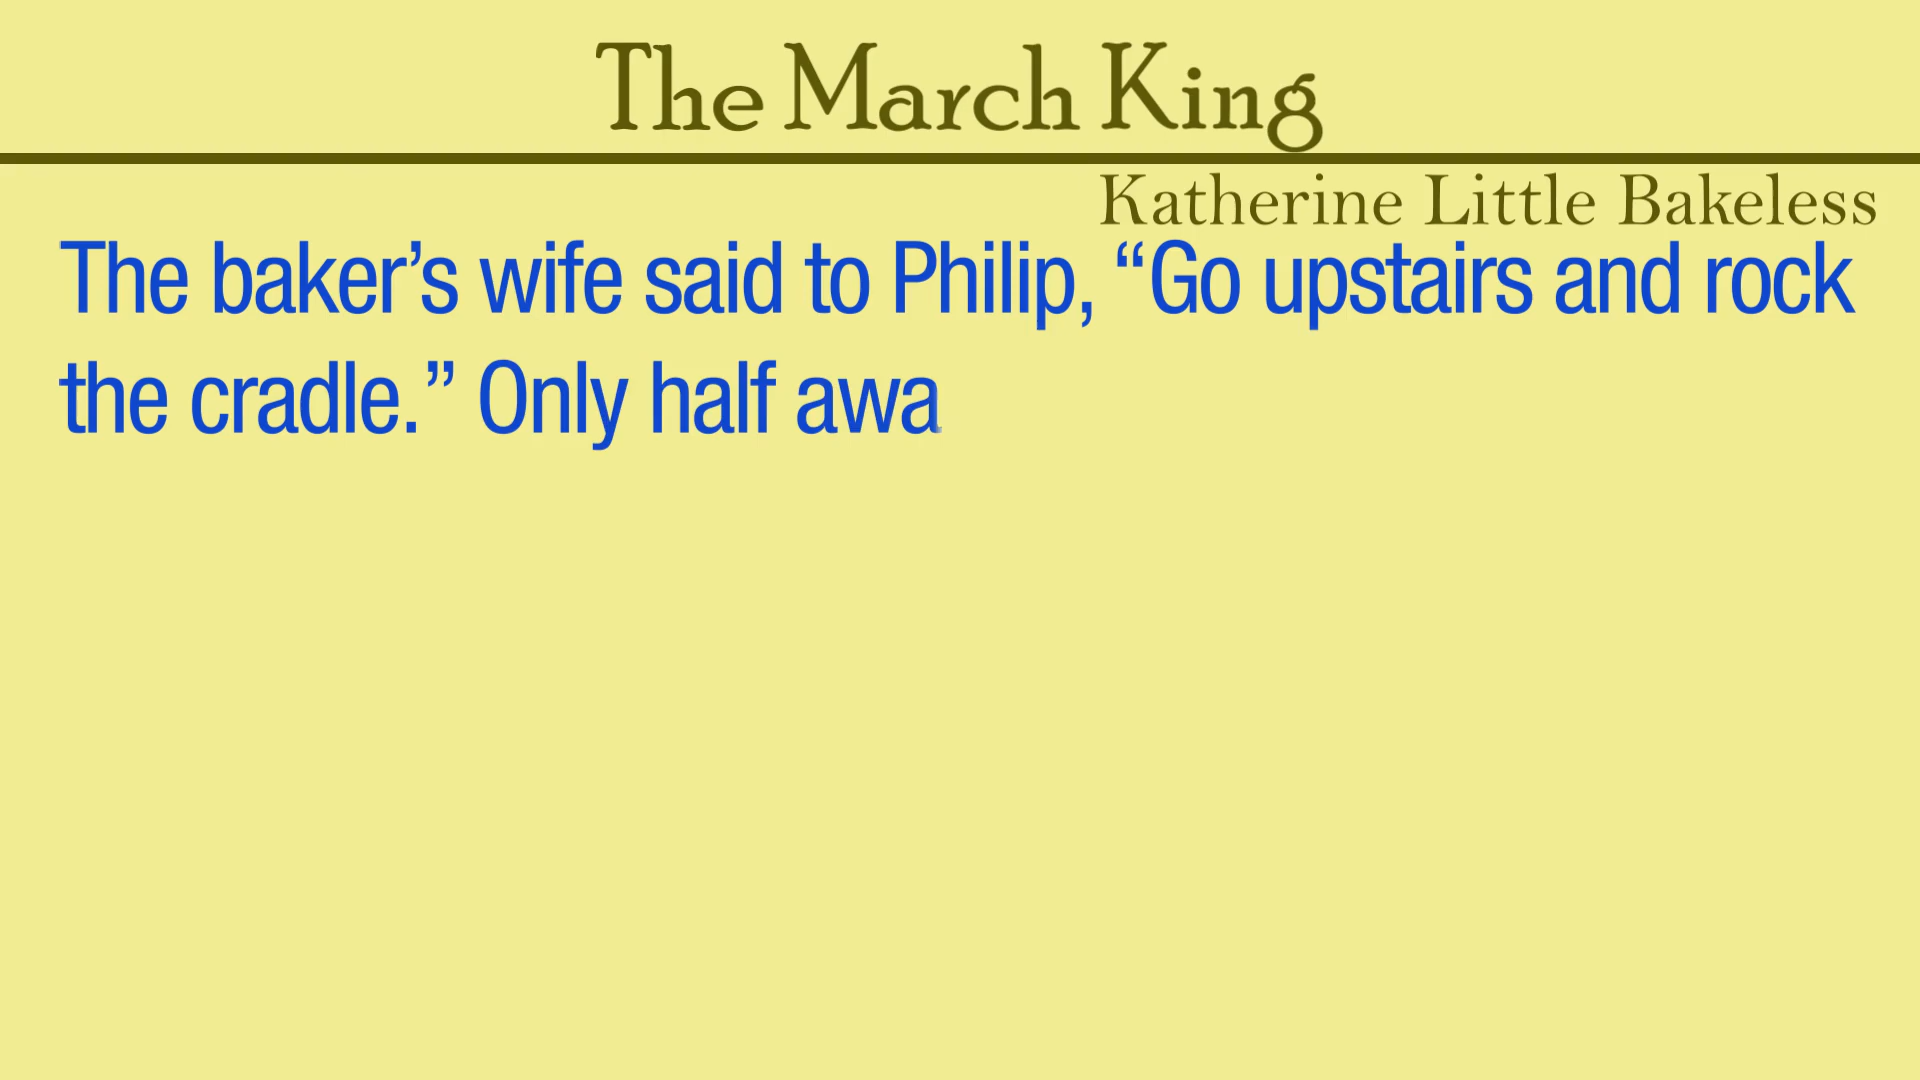 The March King
Katherine Little Bakeless
The baker’s wife said to Philip, “Go upstairs and rock
the cradle.” Only half awa